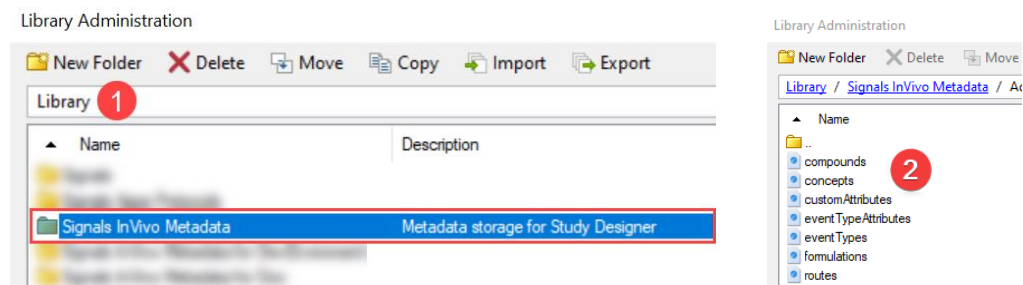 Library Administration
New Folder Delete Move Copy Import Export
Library 1
Name Description
Signals InVivo Metadata Metadata storage for Study Designer
Library Administration
New Folder Delete Move
Library / Signals InVivo Metadata /
Name
..
compounds
2
concepts
customAttributes
eventTypeAttributes
eventTypes
formulations
routes